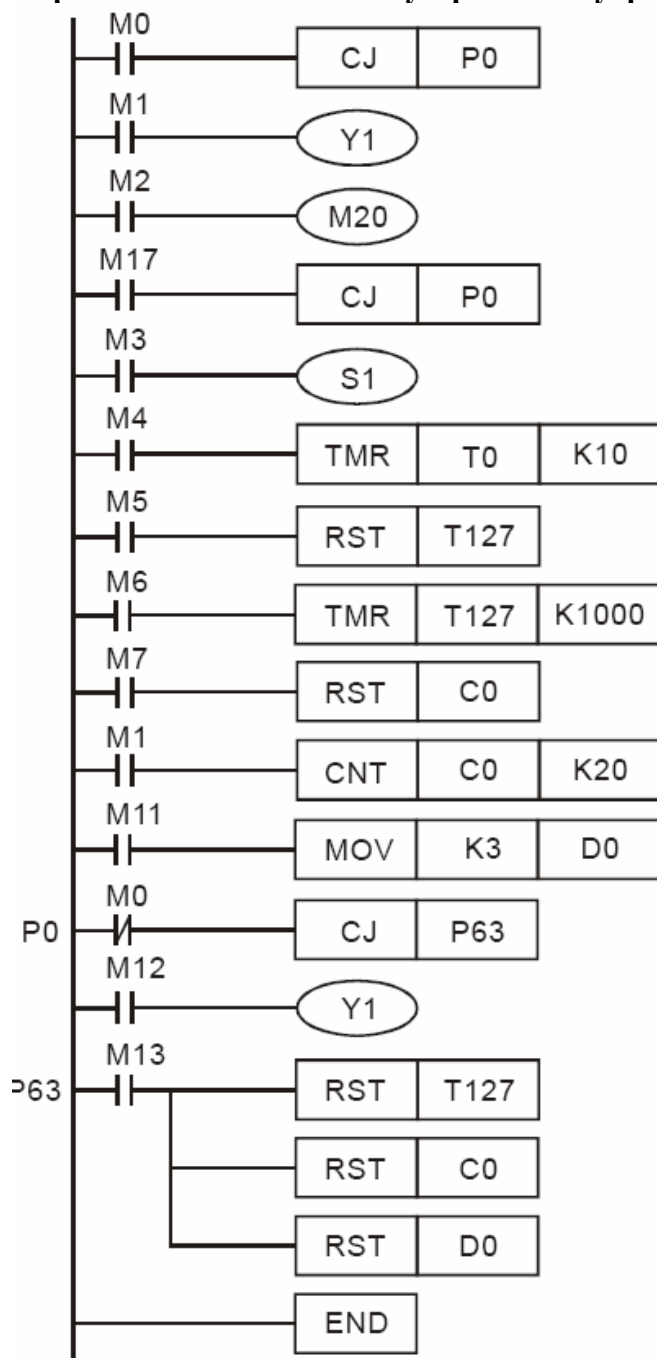 M0
CJ P0
M1
Y1
M2
M20
M17
CJ P0
M3
S1
M4
TMR T0 K10
M5
RST T127
M6
TMR T127 K1000
M7
RST C0
M1
CNT C0 K20
M11
MOV K3 D0
M0
P0 CJ P63
M12
Y1
M13
P63 RST T127
RST C0
RST D0
END